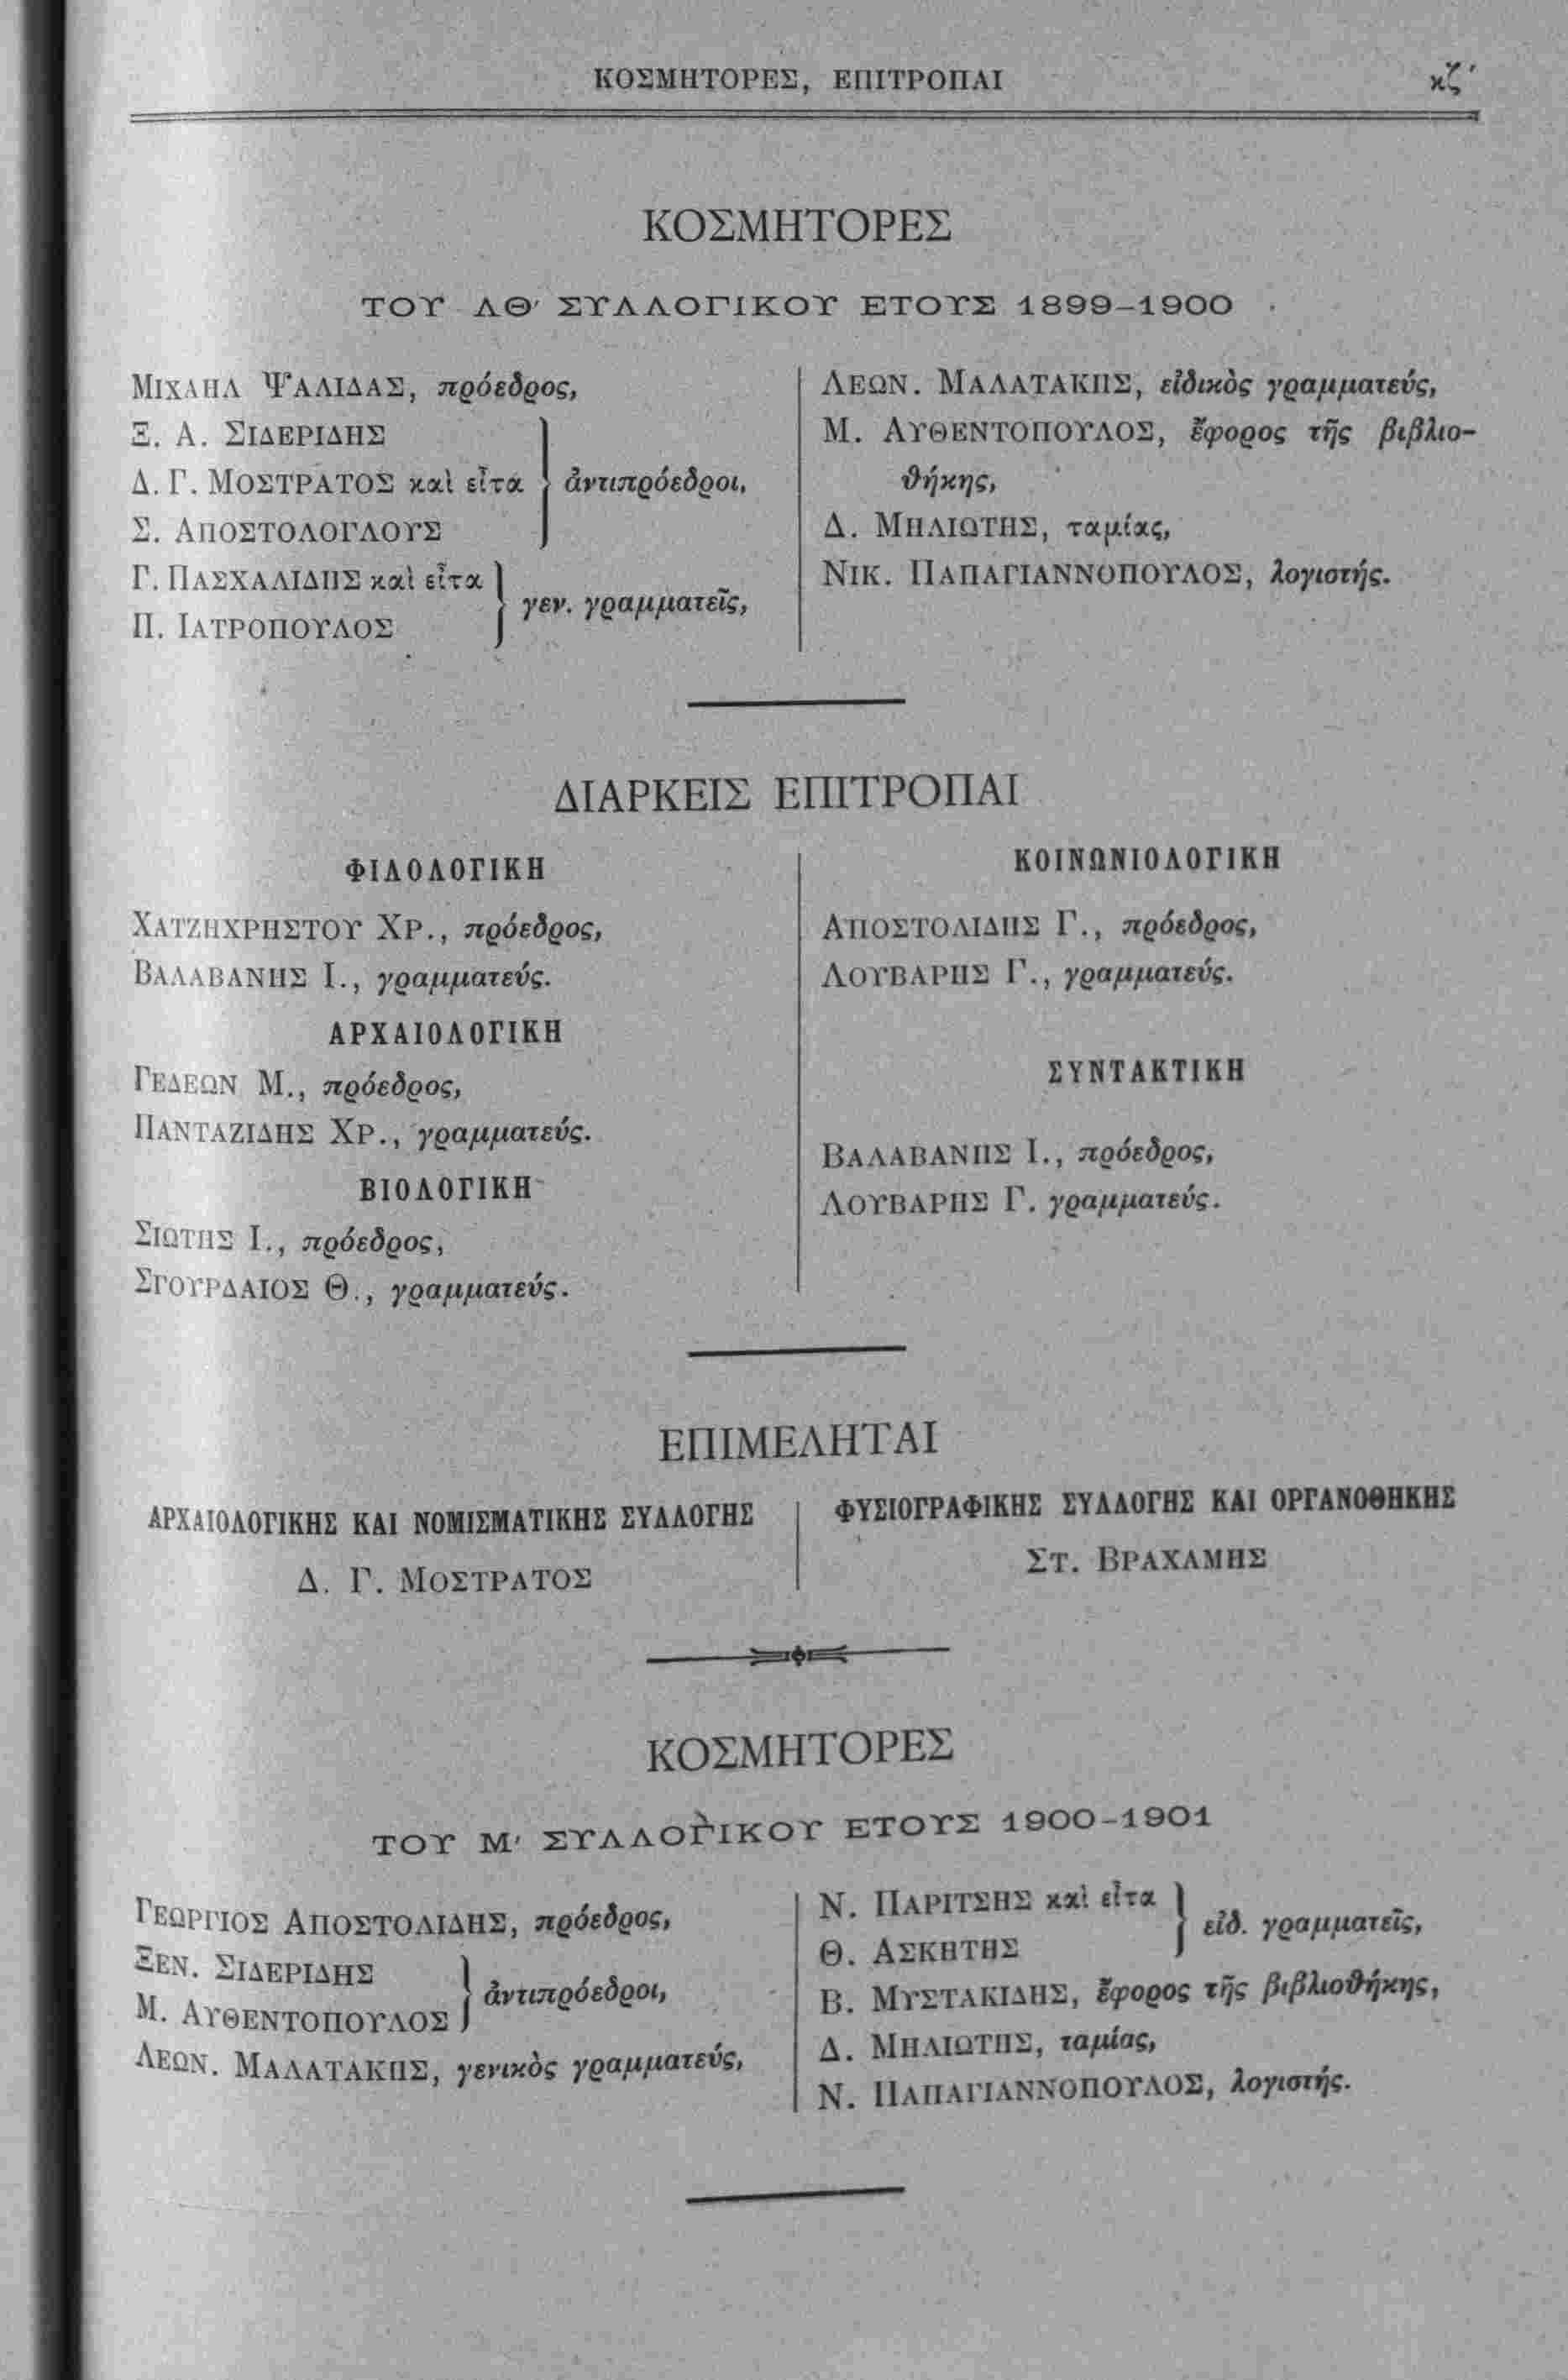 ΚΟΣΜΗΤΟΡΕΣ, ΕΠΙΤΡΟΠΑΙ
κζ΄
ΚΟΣΜΗΤΟΡΕΣ
ΤΟΥ ΛΘ΄ ΣΥΛΛΟΓΙΚΟΥ ΕΤΟΥΣ 1899-1900
ΜΙΧΑΗΛ ΨΑΛΙΔΑΣ, πρόεδρος,
Ξ. Α. ΣΙΔΕΡΙΔΗΣ
Δ. Γ. ΜΟΣΤΡΑΤΟΣ καὶ εἶτα
ἀντιπρόεδροι,
Σ. ΑΠΟΣΤΟΛΟΓΛΟΥΣ
Γ. ΠΑΣΧΑΛΙΔΗΣ καὶ εἶτα
γεν. γραμματεῖς,
Π. ΙΑΤΡΟΠΟΥΛΟΣ
ΛΕΩΝ. ΜΑΛΑΤΑΚΗΣ, εἰδικὸς γραμματεύς,
Μ. ΑΥΘΕΝΤΟΠΟΥΛΟΣ, ἔφορος τῆς βιβλιο-
θήκης,
Δ. ΜΗΛΙΩΤΗΣ, ταμίας,
ΝΙΚ. ΠΑΠΑΓΙΑΝΝΟΠΟΥΛΟΣ, λογιστής.
ΔΙΑΡΚΕΙΣ ΕΠΙΤΡΟΠΑΙ
ΦΙΛΟΛΟΓΙΚΗ
ΧΑΤΖΗΧΡΗΣΤΟΥ ΧΡ., πρόεδρος,
ΒΑΛΑΒΑΝΗΣ Ι., γραμματεύς.
ΑΡΧΑΙΟΛΟΓΙΚΗ
ΓΕΔΕΩΝ Μ., πρόεδρος,
ΠΑΝΤΑΖΙΔΗΣ ΧΡ., γραμματεύς.
ΒΙΟΛΟΓΙΚΗ
ΣΙΩΤΗΣ Ι., πρόεδρος,
ΣΓΟΥΡΔΑΙΟΣ Θ., γραμματεύς.
ΚΟΙΝΩΝΙΟΛΟΓΙΚΗ
ΑΠΟΣΤΟΛΙΔΗΣ Γ., πρόεδρος,
ΛΟΥΒΑΡΗΣ Γ., γραμματεύς.
ΣΥΝΤΑΚΤΙΚΗ
ΒΑΛΑΒΑΝΗΣ Ι., πρόεδρος,
ΛΟΥΒΑΡΗΣ Γ. γραμματεύς.
ΕΠΙΜΕΛΗΤΑΙ
ΑΡΧΑΙΟΛΟΓΙΚΗΣ ΚΑΙ ΝΟΜΙΣΜΑΤΙΚΗΣ ΣΥΛΛΟΓΗΣ
Δ. Γ. ΜΟΣΤΡΑΤΟΣ
ΦΥΣΙΟΓΡΑΦΙΚΗΣ ΣΥΛΛΟΓΗΣ ΚΑΙ ΟΡΓΑΝΟΘΗΚΗΣ
ΣΤ. ΒΡΑΧΑΜΗΣ
ΚΟΣΜΗΤΟΡΕΣ
ΤΟΥ Μ΄ ΣΥΛΛΟΓΙΚΟΥ ΕΤΟΥΣ 1900-1901
ΓΕΩΡΓΙΟΣ ΑΠΟΣΤΟΛΙΔΗΣ, πρόεδρος,
ΞΕΝ. ΣΙΔΕΡΙΔΗΣ
ἀντιπρόεδροι,
Μ. ΑΥΘΕΝΤΟΠΟΥΛΟΣ
ΛΕΩΝ. ΜΑΛΑΤΑΚΗΣ, γενικὸς γραμματεύς,
Ν. ΠΑΡΙΤΣΗΣ καὶ εἶτα
εἰδ. γραμματεῖς,
Θ. ΑΣΚΗΤΗΣ
Β. ΜΥΣΤΑΚΙΔΗΣ, ἔφορος τῆς βιβλιοθήκης,
Δ. ΜΗΛΙΩΤΗΣ, ταμίας,
Ν. ΠΑΠΑΓΙΑΝΝΟΠΟΥΛΟΣ, λογιστής.